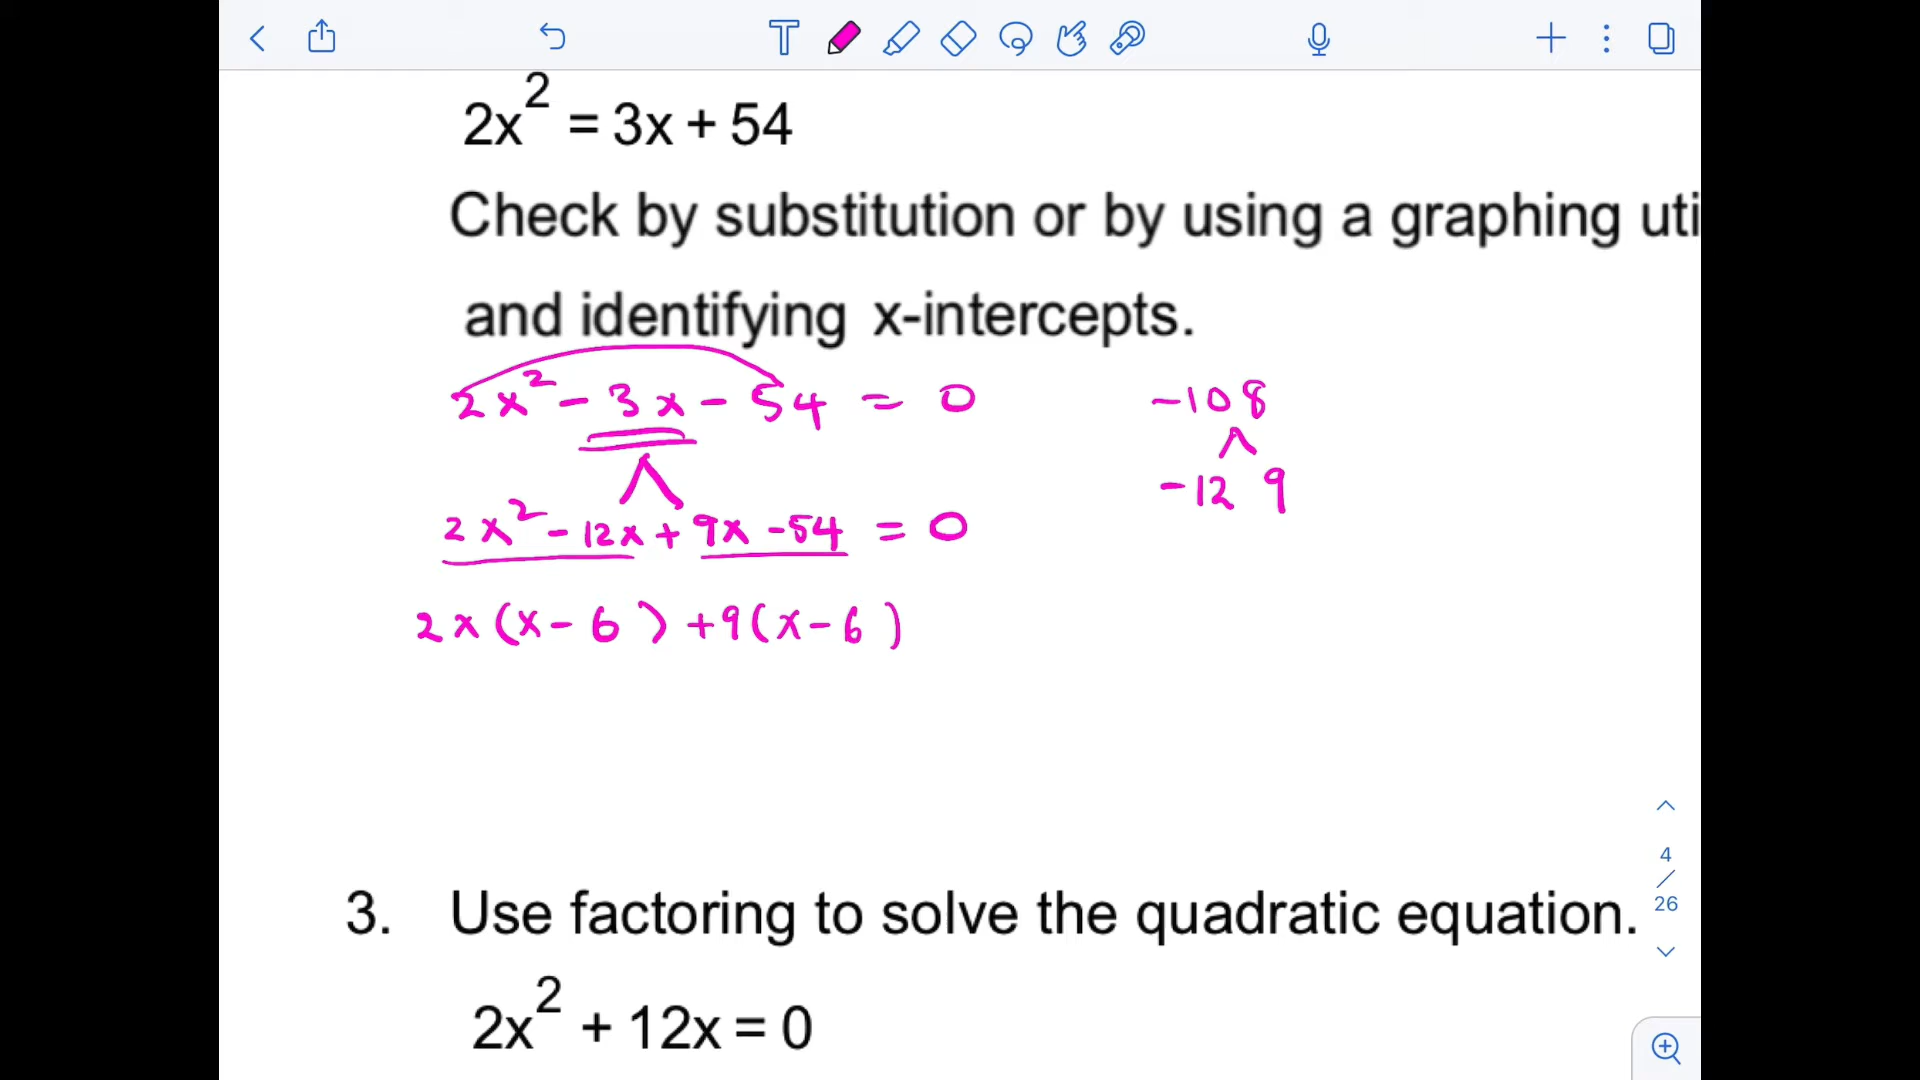 T
2x² = 3x + 54
Check by substitution or by using a graphing uti
and identifying x-intercepts.
2x² - 3x - 54 = 0
-108
-12 9
2x² - 12x + 9x - 54 = 0
2x(x - 6) + 9(x - 6)
4
/
26
3. Use factoring to solve the quadratic equation.
2x² + 12x = 0